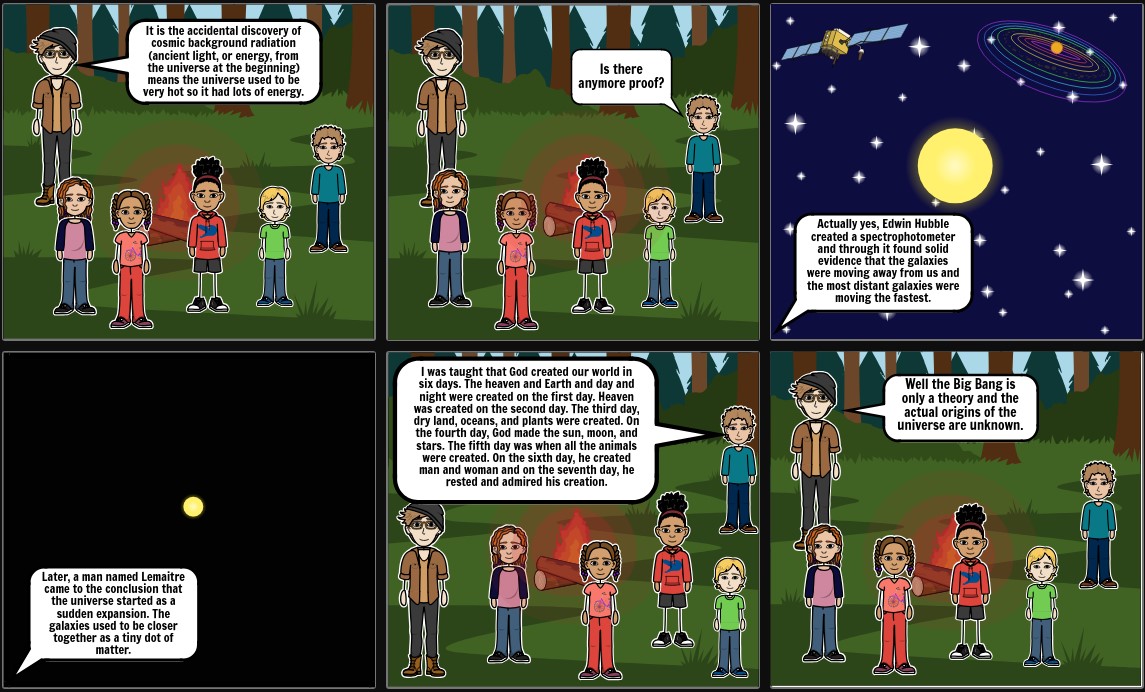 It is the accidental discovery of
cosmic background radiation
(ancient light, or energy, from
the universe at the beginning)
means the universe used to be
very hot so it had lots of energy.
Is there
anymore proof?
Actually yes, Edwin Hubble
created a spectrophotometer
and through it found solid
evidence that the galaxies
were moving away from us and
the most distant galaxies were
moving the fastest.
Later, a man named Lemaitre
came to the conclusion that
the universe started as a
sudden expansion. The
galaxies used to be closer
together as a tiny dot of
matter.
I was taught that God created our world in
six days. The heaven and Earth and day and
night were created on the first day. Heaven
was created on the second day. The third day,
dry land, oceans, and plants were created. On
the fourth day, God made the sun, moon, and
stars. The fifth day was when all the animals
were created. On the sixth day, he created
man and woman and on the seventh day, he
rested and admired his creation.
Well the Big Bang is
only a theory and the
actual origins of the
universe are unknown.